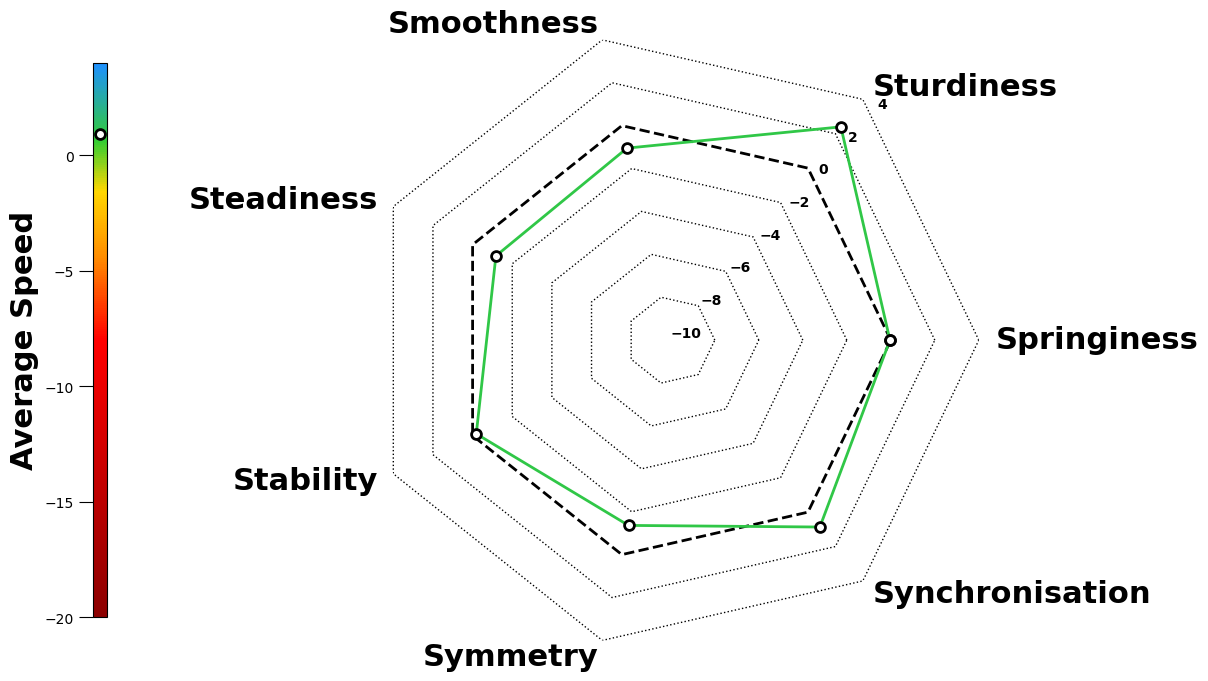 Smoothness
Sturdiness
4
2
0
−2
−4
−6
−8
−10
Steadiness
Springiness
Stability
Synchronisation
Symmetry
Average Speed
0
−5
−10
−15
−20